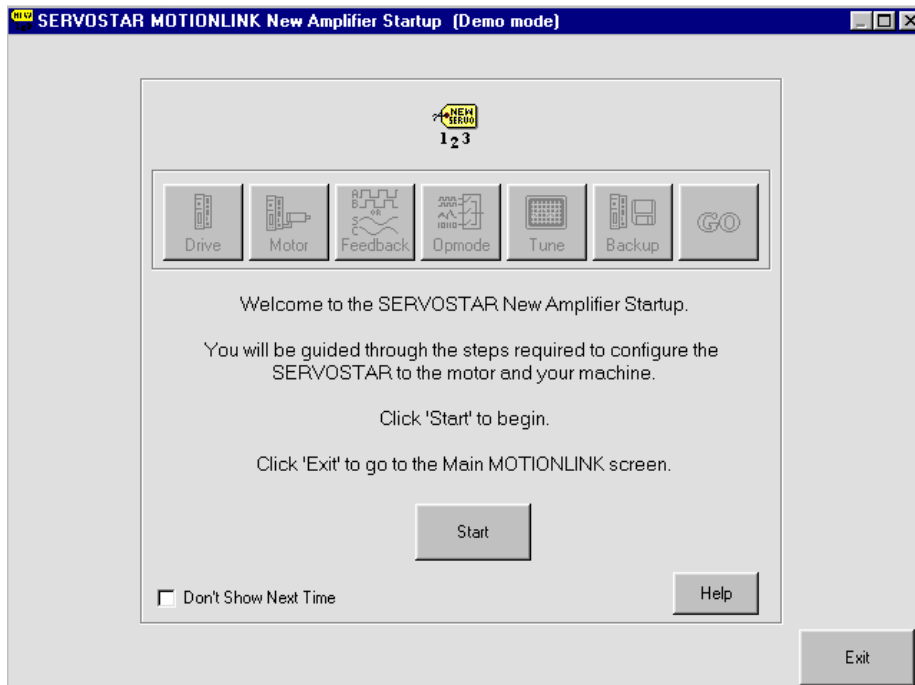 SERVOSTAR MOTIONLINK New Amplifier Startup (Demo mode)
NEW
SERVO
123
Drive Motor Feedback Opmode Tune Backup GO
Welcome to the SERVOSTAR New Amplifier Startup.
You will be guided through the steps required to configure the
SERVOSTAR to the motor and your machine.
Click 'Start' to begin.
Click 'Exit' to go to the Main MOTIONLINK screen.
Start
Don't Show Next Time
Help
Exit